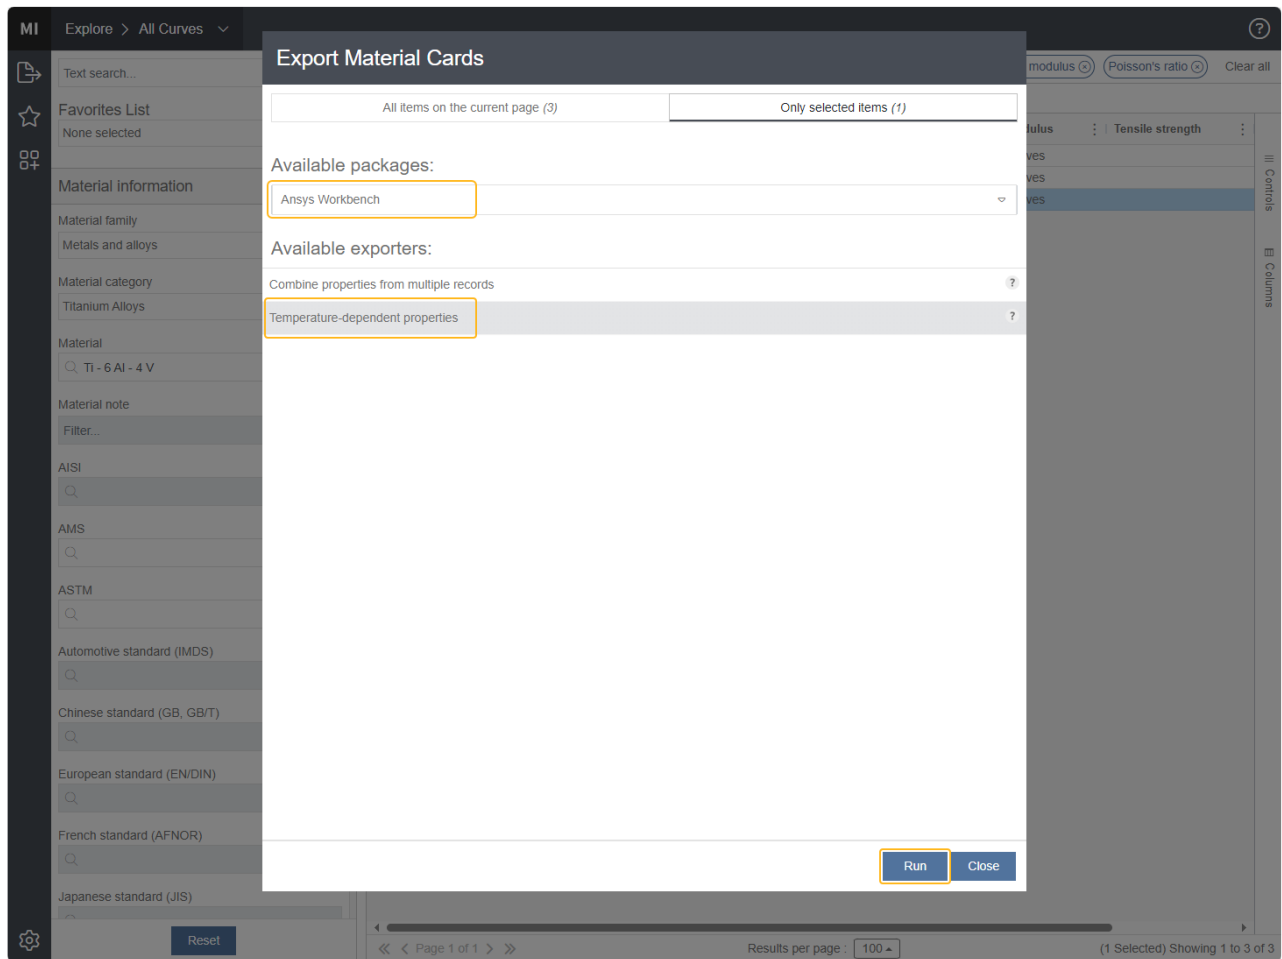 MI
Explore > All Curves
Text search...
Favorites List
None selected
Material information
Material family
Metals and alloys
Material category
Titanium Alloys
Material
Ti - 6 Al - 4 V
Material note
Filter...
AISI
AMS
ASTM
Automotive standard (IMDS)
Chinese standard (GB, GB/T)
European standard (EN/DIN)
French standard (AFNOR)
Japanese standard (JIS)
Reset
Export Material Cards
All items on the current page (3)
Only selected items (1)
Available packages:
Ansys Workbench
Available exporters:
Combine properties from multiple records
?
Temperature-dependent properties
?
Run
Close
?
modulus
Poisson's ratio
Clear all
Tensile strength
Controls
Columns
Page 1 of 1
Results per page : 100
(1 Selected) Showing 1 to 3 of 3